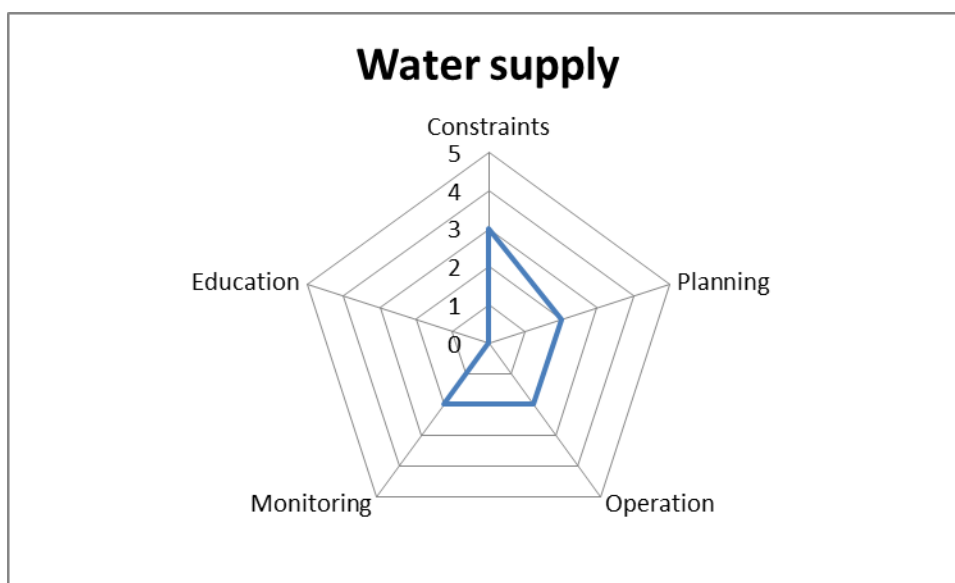 Water supply
Constraints
5
4
3
2
1
0
Education
Planning
Monitoring
Operation